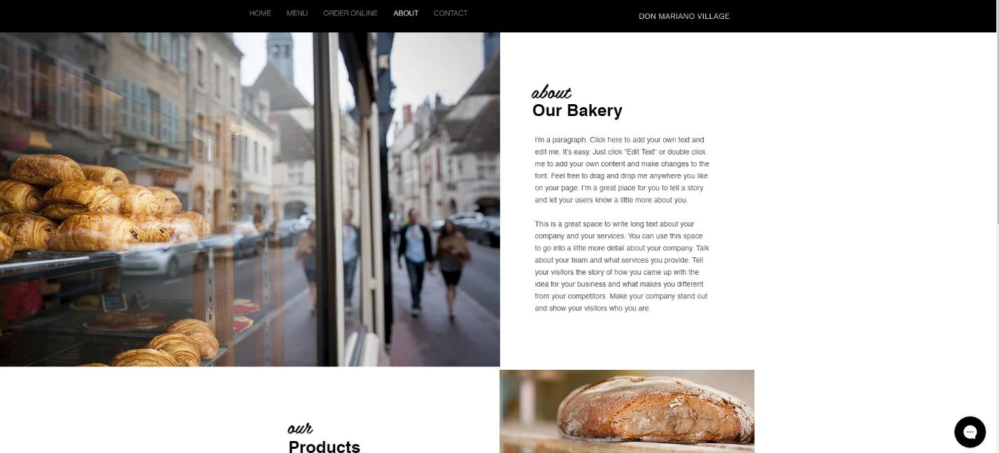 HOME MENU ORDER ONLINE ABOUT CONTACT
DON MARIANO VILLAGE
about
Our Bakery
I'm a paragraph. Click here to add your own text and
edit me. It's easy. Just click "Edit Text" or double click
me to add your own content and make changes to the
font. Feel free to drag and drop me anywhere you like
on your page. I'm a great place for you to tell a story
and let your users know a little more about you.
This is a great space to write long text about your
company and your services. You can use this space
to go into a little more detail about your company. Talk
about your team and what services you provide. Tell
your visitors the story of how you came up with the
idea for your business and what makes you different
from your competitors. Make your company stand out
and show your visitors who you are.
our
Products